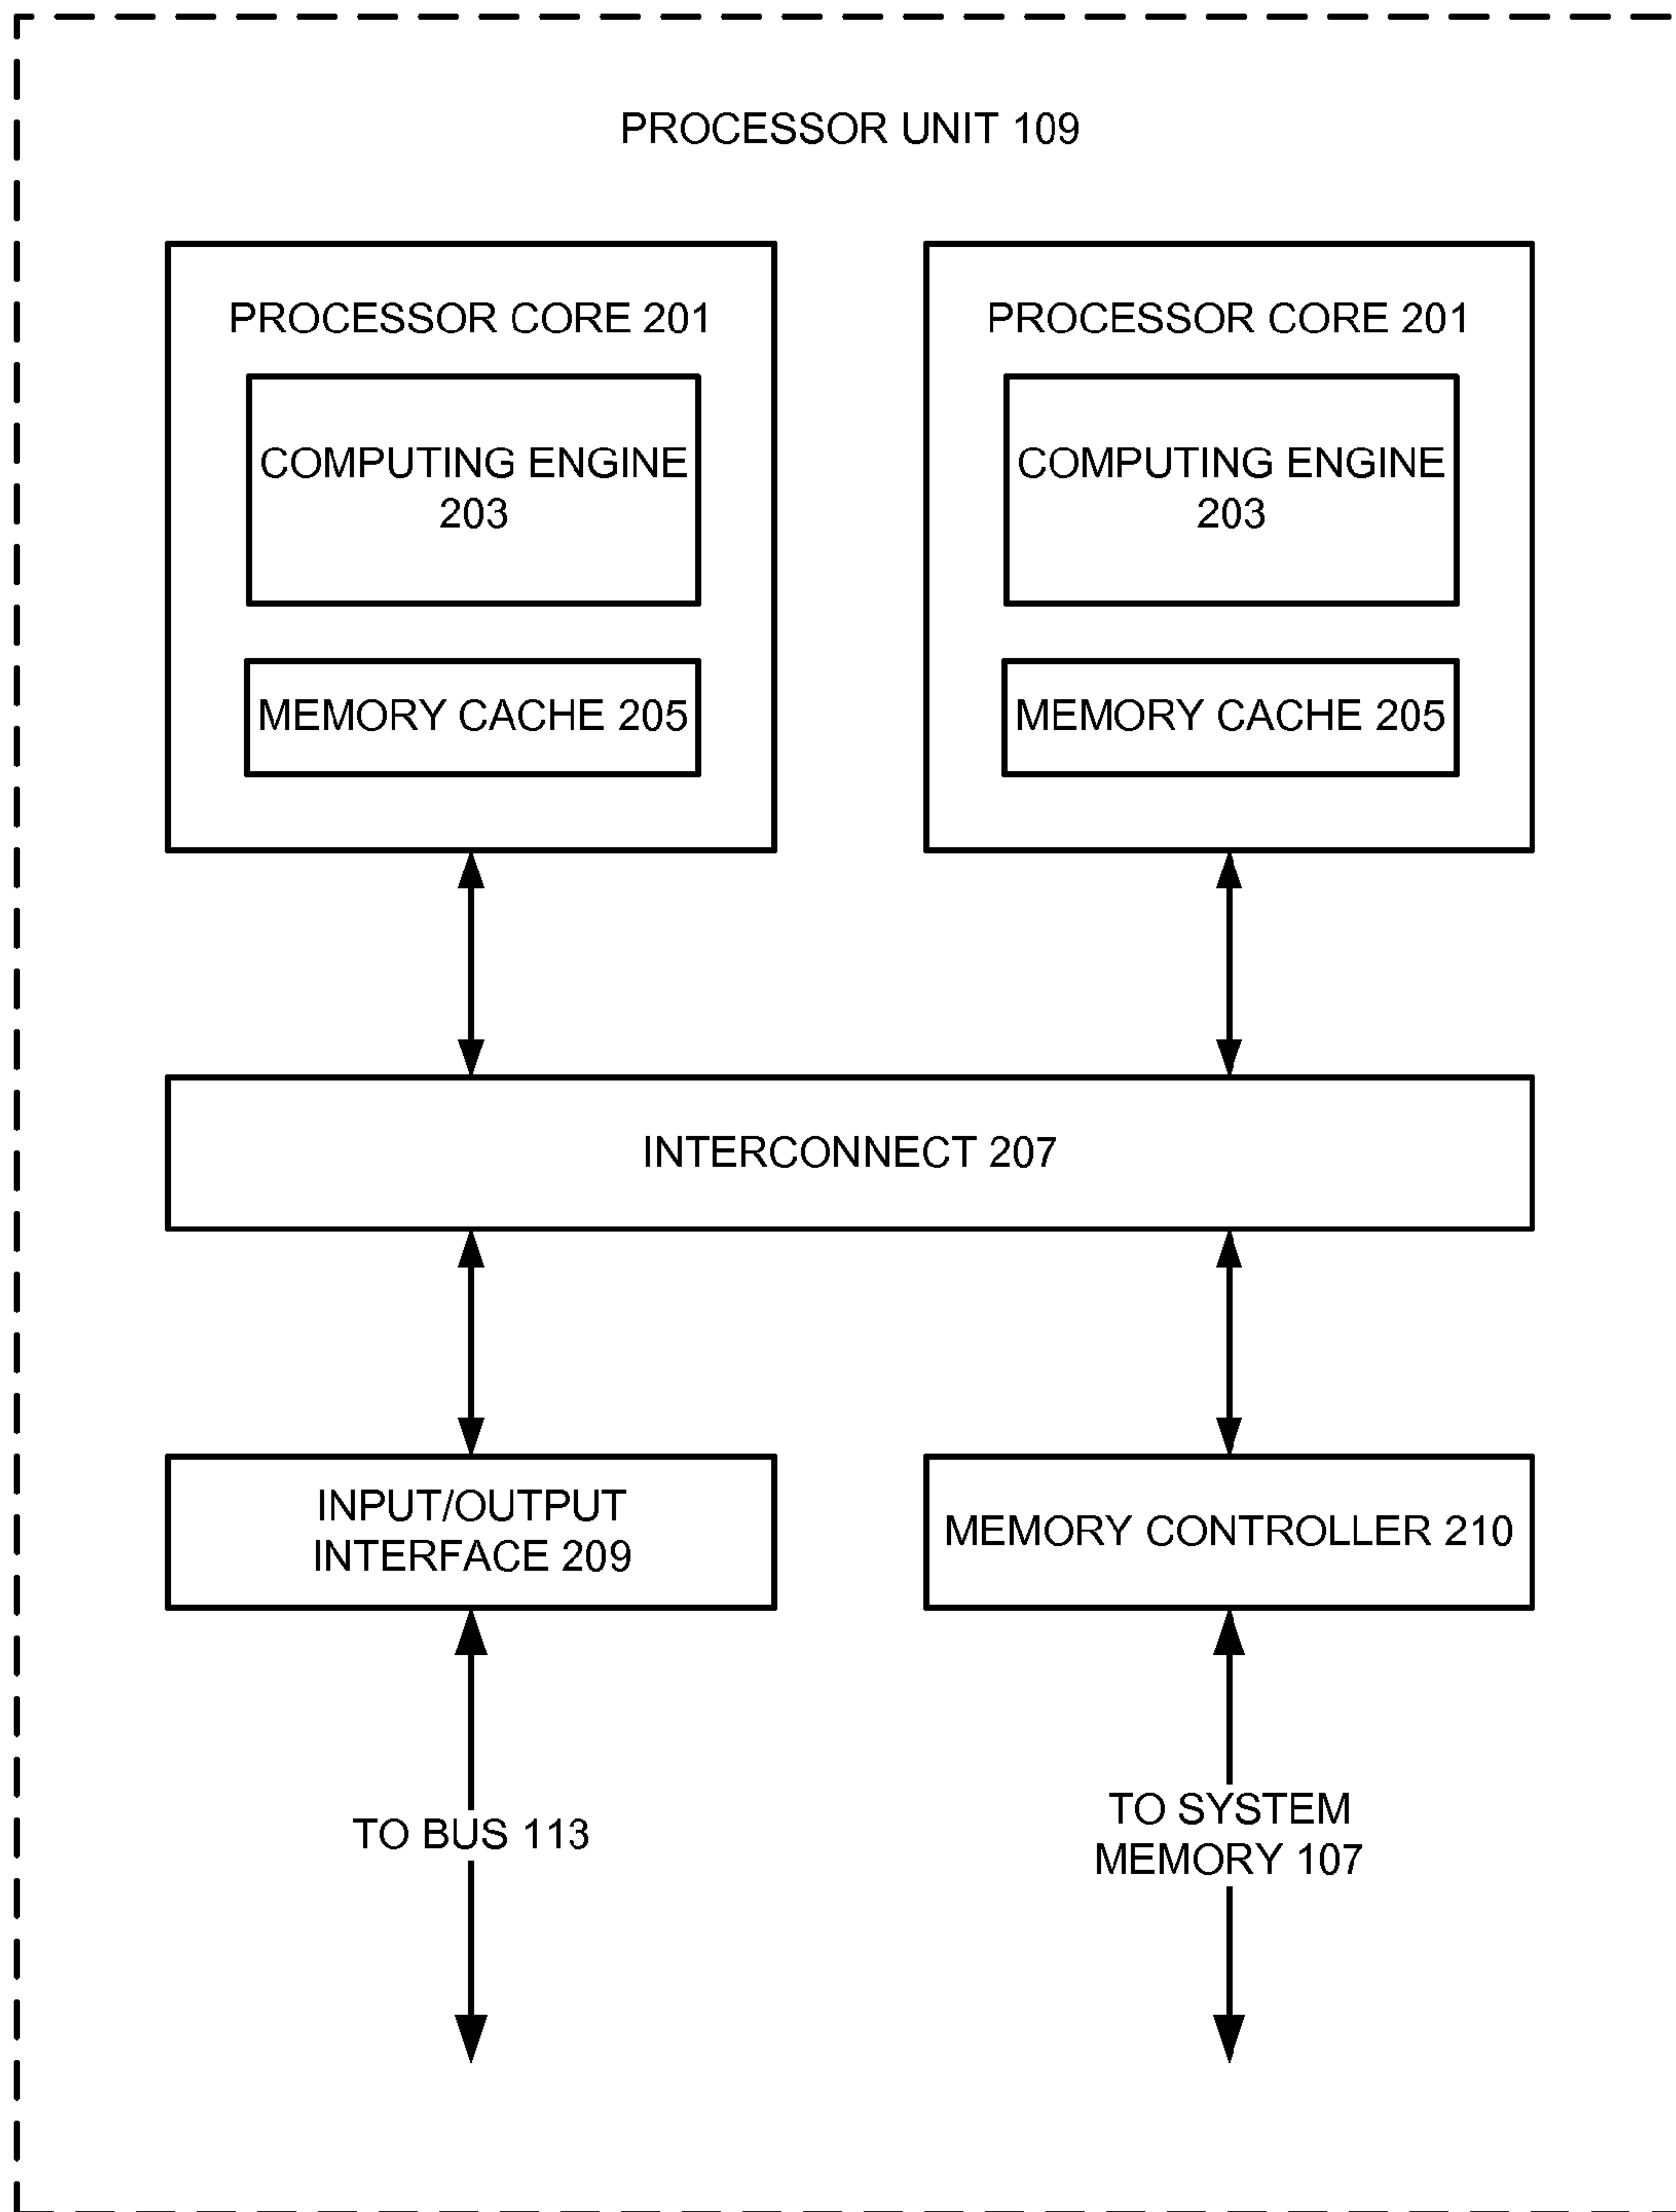 PROCESSOR UNIT 109
PROCESSOR CORE 201
COMPUTING ENGINE
203
MEMORY CACHE 205
PROCESSOR CORE 201
COMPUTING ENGINE
203
MEMORY CACHE 205
INTERCONNECT 207
INPUT/OUTPUT
INTERFACE 209
MEMORY CONTROLLER 210
TO BUS 113
TO SYSTEM
MEMORY 107